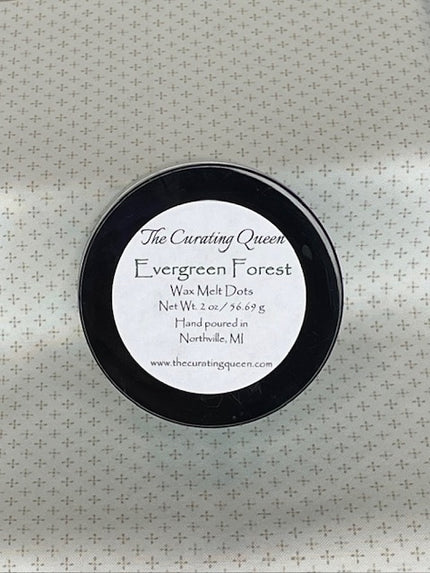 The Curating Queen
Evergreen Forest
Wax Melt Dots
Net Wt. 2 oz / 56.69 g
Hand poured in
Northville, MI
www.thecuratingqueen.com